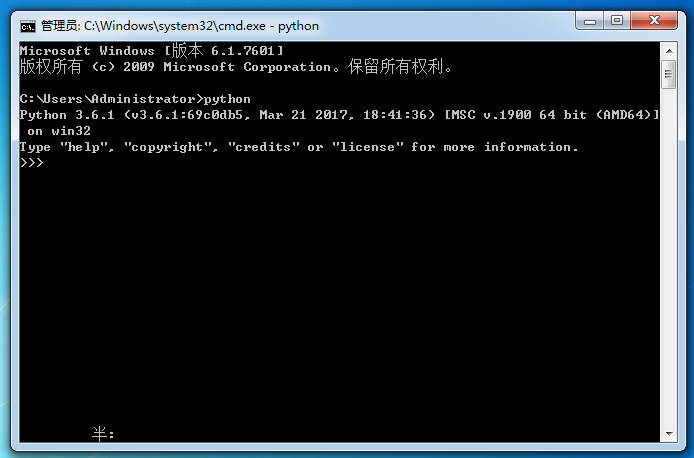 管理员: C:\Windows\system32\cmd.exe - python
Microsoft Windows [版本 6.1.7601]
版权所有 (c) 2009 Microsoft Corporation。保留所有权利。
C:\Users\Administrator>python
Python 3.6.1 (v3.6.1:69c0db5, Mar 21 2017, 18:41:36) [MSC v.1900 64 bit (AMD64)]
on win32
Type "help", "copyright", "credits" or "license" for more information.
>>>
半: